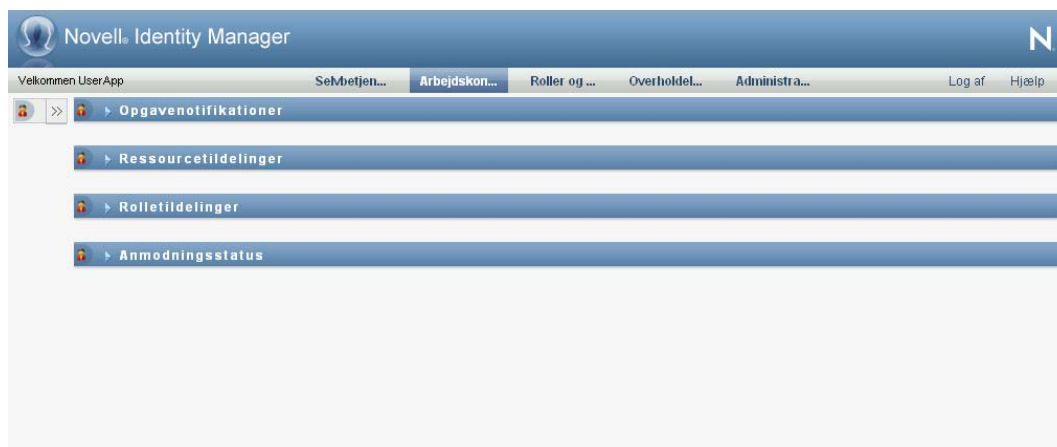 Novell® Identity Manager
N
Velkommen UserApp
Selvbetjen...
Arbejdskon...
Roller og ...
Overholdel...
Administra...
Log af
Hjælp
Opgavenotifikationer
Ressourcetildelinger
Rolletildelinger
Anmodningsstatus